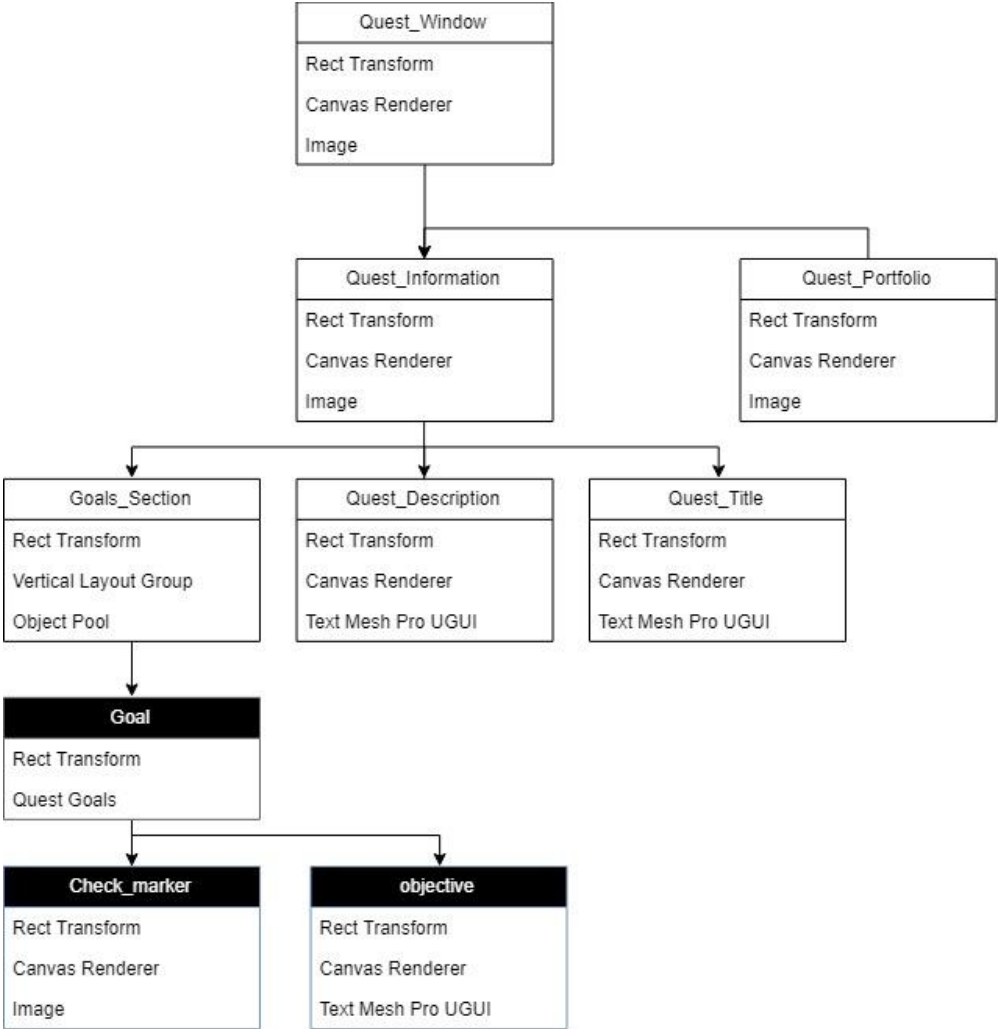 Quest_Window
Rect Transform
Canvas Renderer
Image
Quest_Information
Rect Transform
Canvas Renderer
Image
Quest_Portfolio
Rect Transform
Canvas Renderer
Image
Goals_Section
Rect Transform
Vertical Layout Group
Object Pool
Quest_Description
Rect Transform
Canvas Renderer
Text Mesh Pro UGUI
Quest_Title
Rect Transform
Canvas Renderer
Text Mesh Pro UGUI
Goal
Rect Transform
Quest Goals
Check_marker
Rect Transform
Canvas Renderer
Image
objective
Rect Transform
Canvas Renderer
Text Mesh Pro UGUI